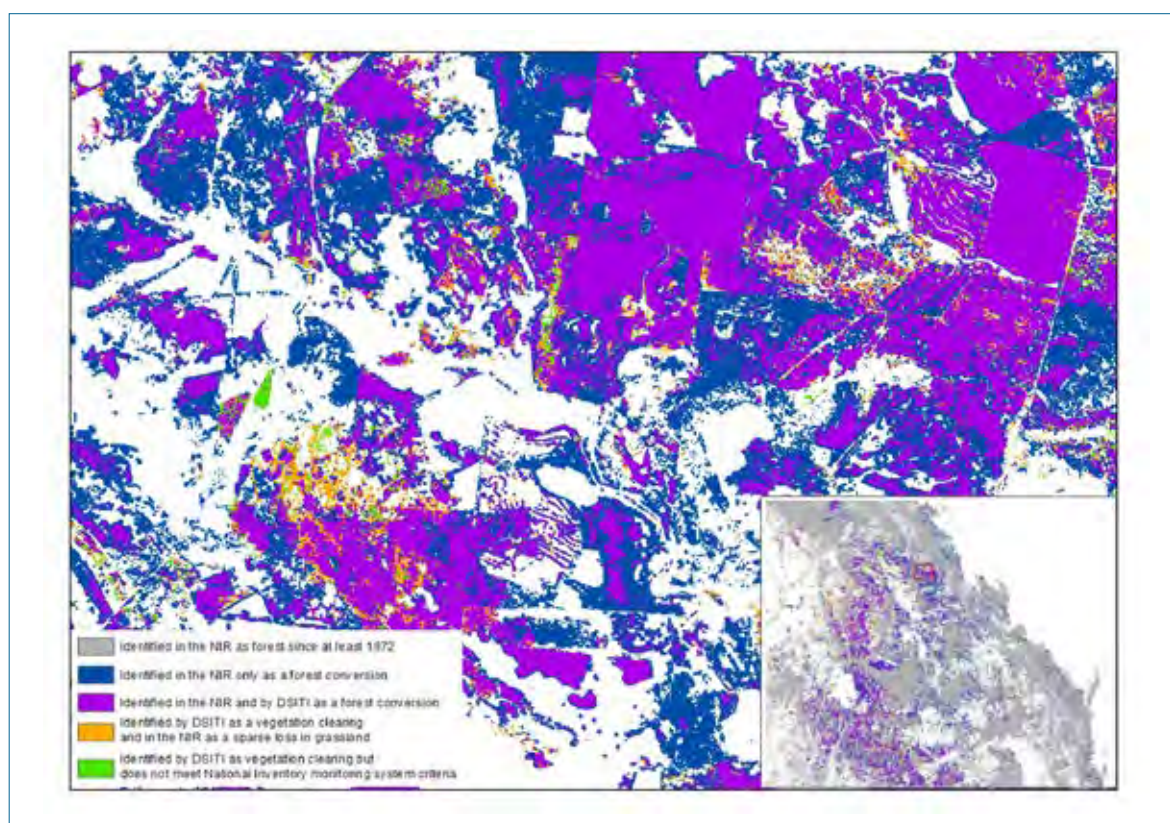 Identified in the NIR as forest since at least 1972
Identified in the NIR only as a forest conversion
Identified in the NIR and by DSITI as a forest conversion
Identified by DSITI as a vegetation clearing
and in the NIR as a sparse loss in grassland
Identified by DSITI as vegetation clearing but
does not meet National Inventory monitoring system criteria